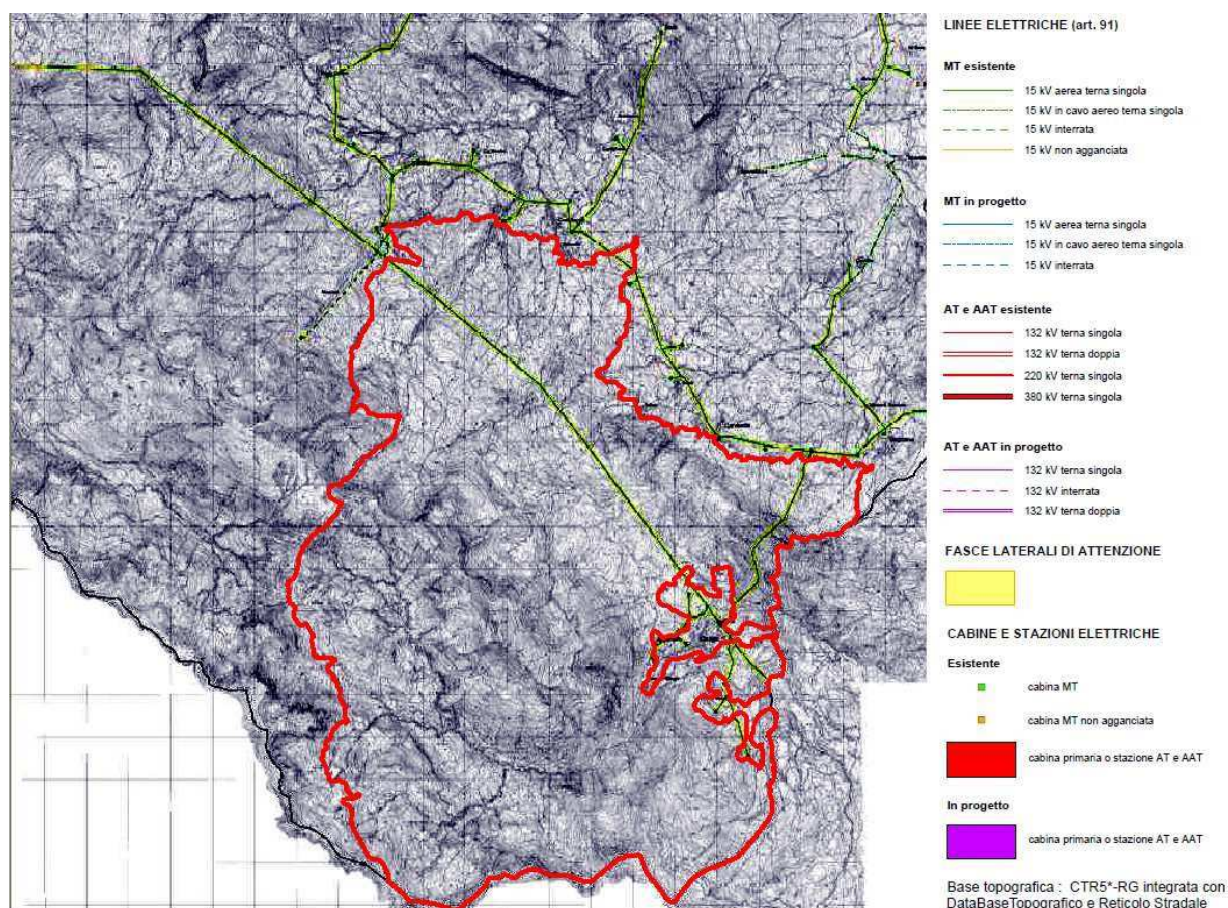 LINEE ELETTRICHE (art. 91)
MT esistente
15 kV aerea terna singola
15 kV in cavo aereo terna singola
15 kV interrata
15 kV non agganciata
MT in progetto
15 kV aerea terna singola
15 kV in cavo aereo terna singola
15 kV interrata
AT e AAT esistente
132 kV terna singola
132 kV terna doppia
220 kV terna singola
380 kV terna singola
AT e AAT in progetto
132 kV terna singola
132 kV interrata
132 kV terna doppia
FASCE LATERALI DI ATTENZIONE
CABINE E STAZIONI ELETTRICHE
Esistente
cabina MT
cabina MT non agganciata
cabina primaria o stazione AT e AAT
In progetto
cabina primaria o stazione AT e AAT
Base topografica : CTR5*-RG integrata con
DataBaseTopografico e Reticolo Stradale